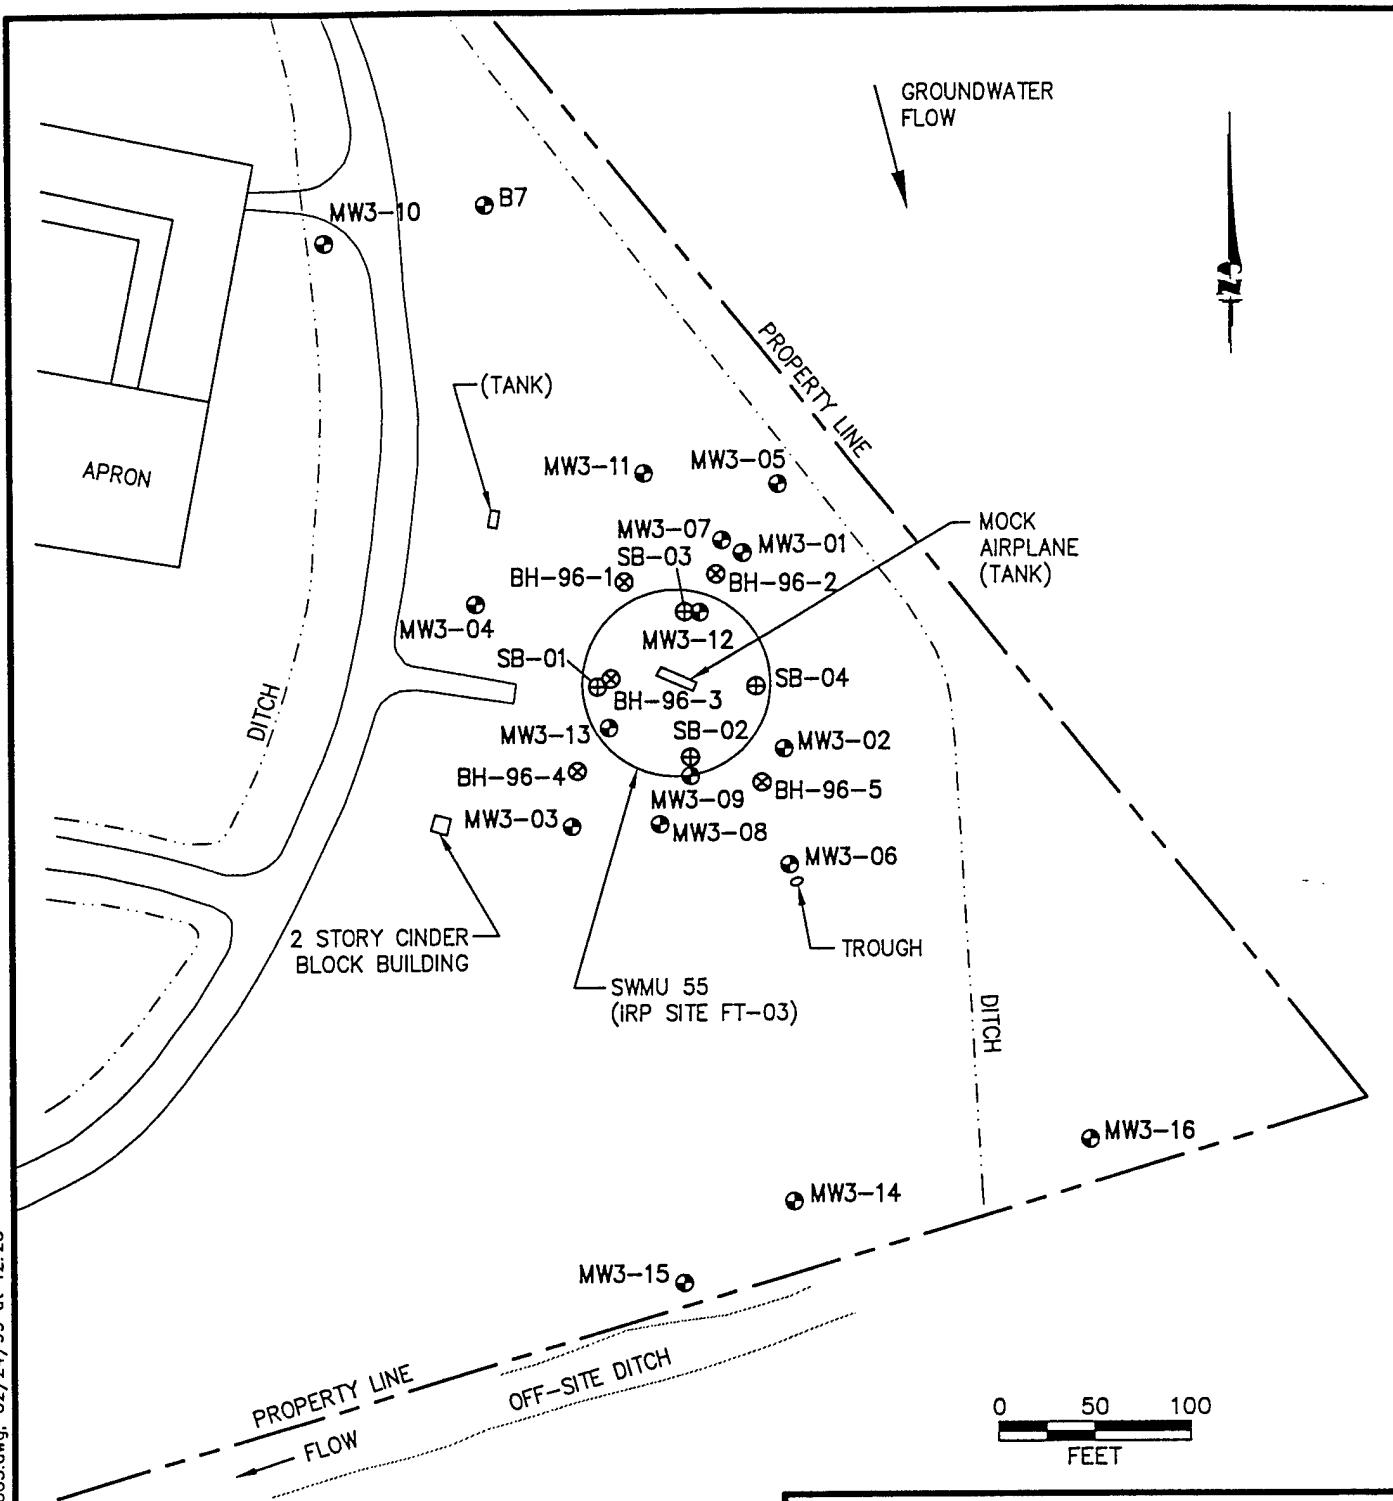 GROUNDWATER
FLOW
B7
MW3-10
N
PROPERTY LINE
(TANK)
APRON
MW3-11
MW3-05
MOCK
AIRPLANE
(TANK)
MW3-07
MW3-01
SB-03
BH-96-1
BH-96-2
MW3-04
MW3-12
SB-01
SB-04
BH-96-3
DITCH
SB-02
MW3-13
MW3-02
BH-96-4
BH-96-5
MW3-09
MW3-03
MW3-08
MW3-06
2 STORY CINDER
BLOCK BUILDING
TROUGH
SWMU 55
(IRP SITE FT-03)
DITCH
MW3-16
MW3-14
MW3-15
PROPERTY LINE
OFF-SITE DITCH
FLOW
0 50 100
FEET